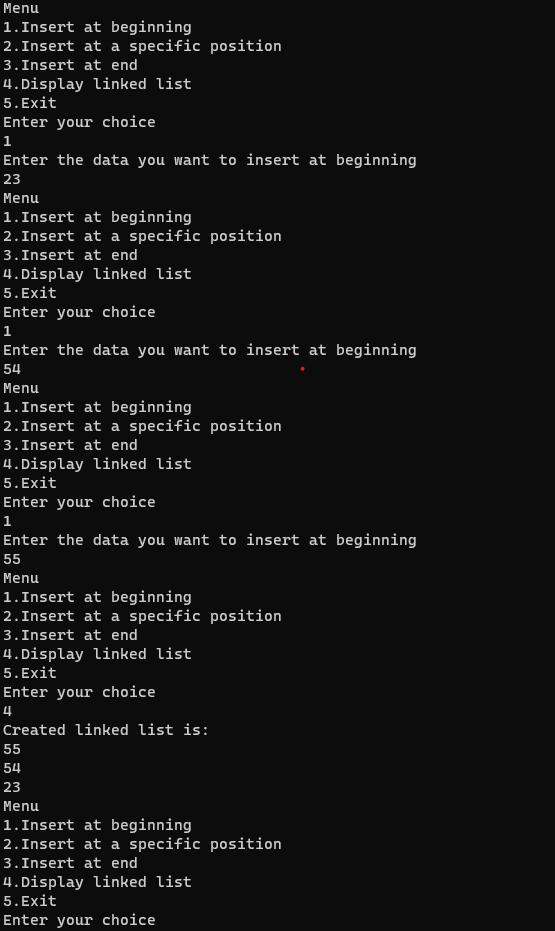 Menu
1.Insert at beginning
2.Insert at a specific position
3.Insert at end
4.Display linked list
5.Exit
Enter your choice
1
Enter the data you want to insert at beginning
23
Menu
1.Insert at beginning
2.Insert at a specific position
3.Insert at end
4.Display linked list
5.Exit
Enter your choice
1
Enter the data you want to insert at beginning
54
Menu
1.Insert at beginning
2.Insert at a specific position
3.Insert at end
4.Display linked list
5.Exit
Enter your choice
1
Enter the data you want to insert at beginning
55
Menu
1.Insert at beginning
2.Insert at a specific position
3.Insert at end
4.Display linked list
5.Exit
Enter your choice
4
Created linked list is:
55
54
23
Menu
1.Insert at beginning
2.Insert at a specific position
3.Insert at end
4.Display linked list
5.Exit
Enter your choice